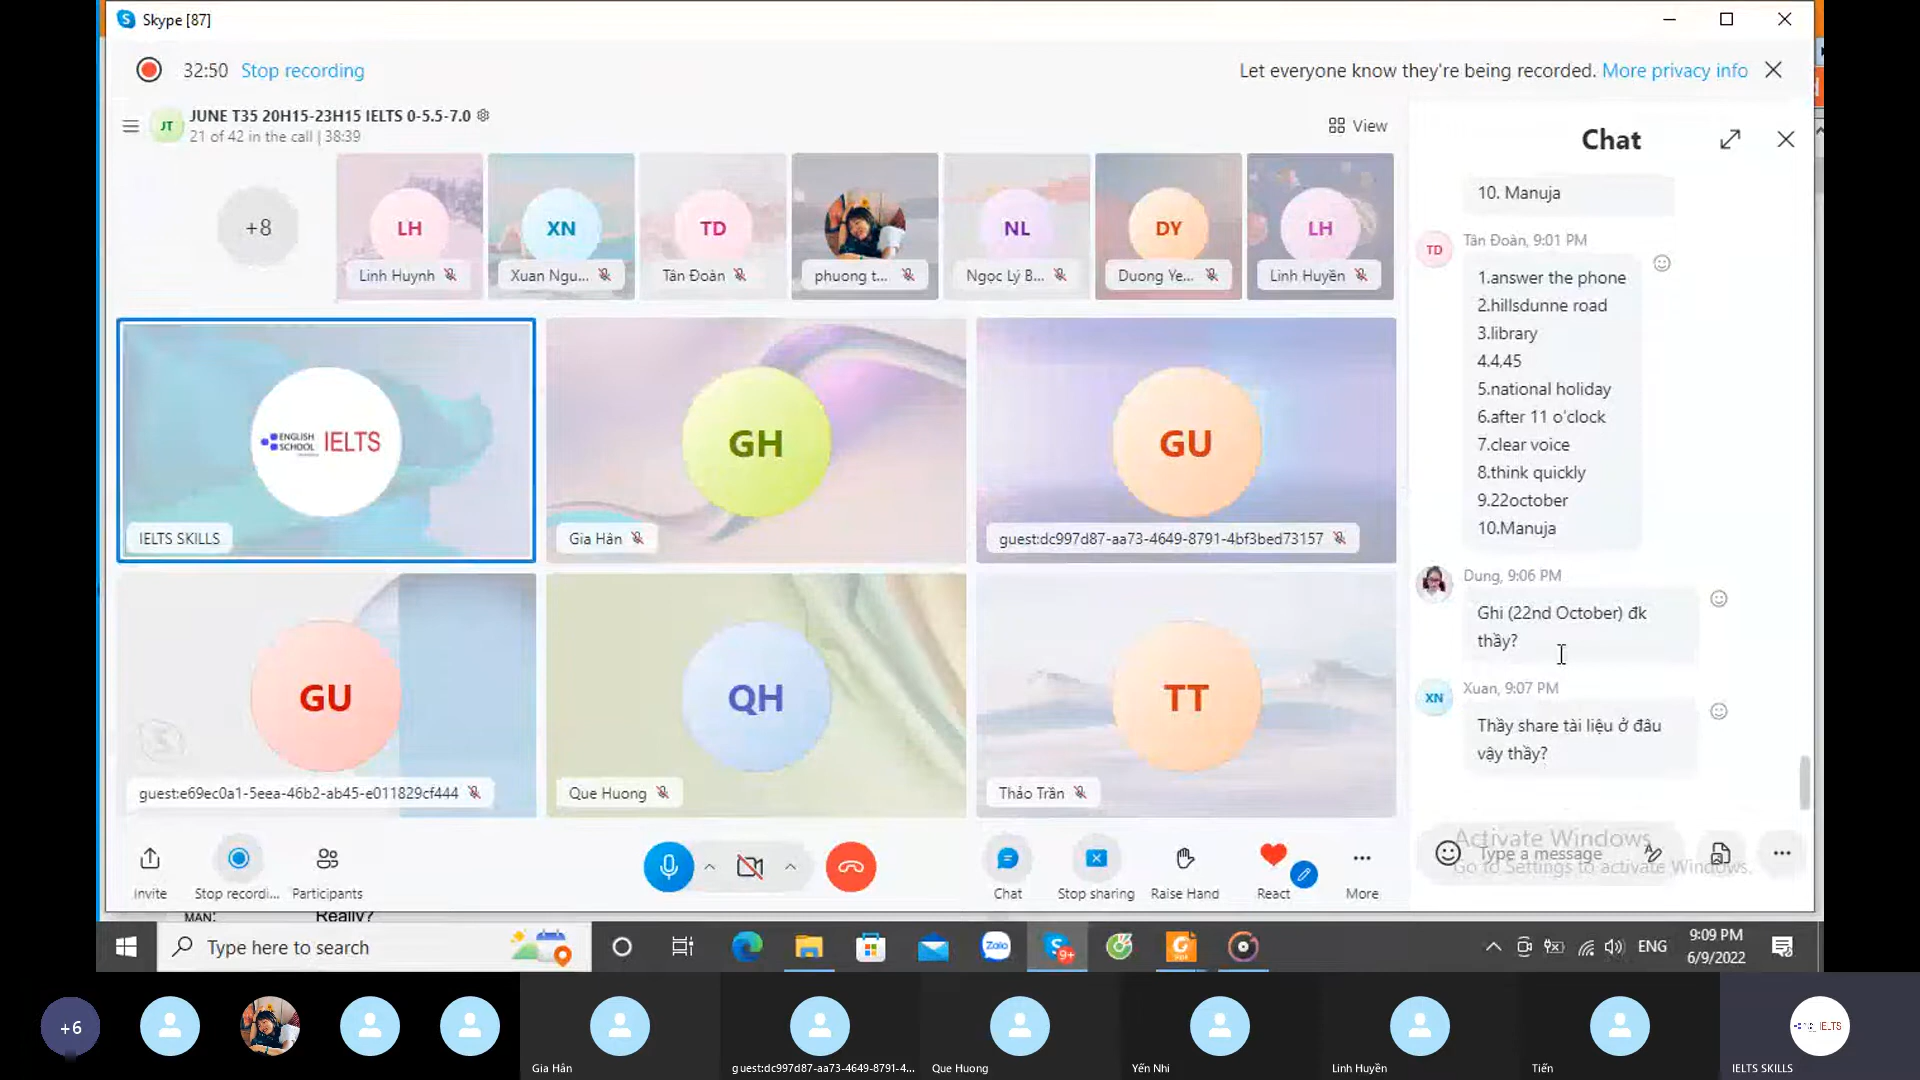 Skype [87]
32:50 Stop recording
Let everyone know they're being recorded. More privacy info
JT
JUNE T35 20H15-23H15 IELTS 0-5.5-7.0
21 of 42 in the call | 38:39
View
Chat
+8
LH
Linh Huynh
XN
Xuan Ngu...
TD
Tân Đoàn
phuong t...
NL
Ngọc Lý B...
DY
Duong Ye...
LH
Linh Huyền
ENGLISH
SCHOOL
IELTS
IELTS SKILLS
GH
Gia Hân
GU
guest:dc997d87-aa73-4649-8791-4bf3bed73157
GU
guest:e69ec0a1-5eea-46b2-ab45-e011829cf444
QH
Que Huong
TT
Thảo Trần
10. Manuja
TD
Tân Đoàn, 9:01 PM
1.answer the phone
2.hillsdunne road
3.library
4.4,45
5.national holiday
6.after 11 o'clock
7.clear voice
8.think quickly
9.22october
10.Manuja
Dung, 9:06 PM
Ghi (22nd October) đk
thầy?
XN
Xuan, 9:07 PM
Thầy share tài liệu ở đâu
vậy thầy?
Activate Windows
Type a message
Go to Settings to activate Windows.
Invite
Stop recordi...
Participants
Chat
Stop sharing
Raise Hand
React
More
MAN:
Really?
Type here to search
Zalo
9+
ENG
9:09 PM
6/9/2022
+6
Gia Hân
guest:dc997d87-aa73-4649-8791-4...
Que Huong
Yến Nhi
Linh Huyền
Tiến
IELTS
IELTS SKILLS